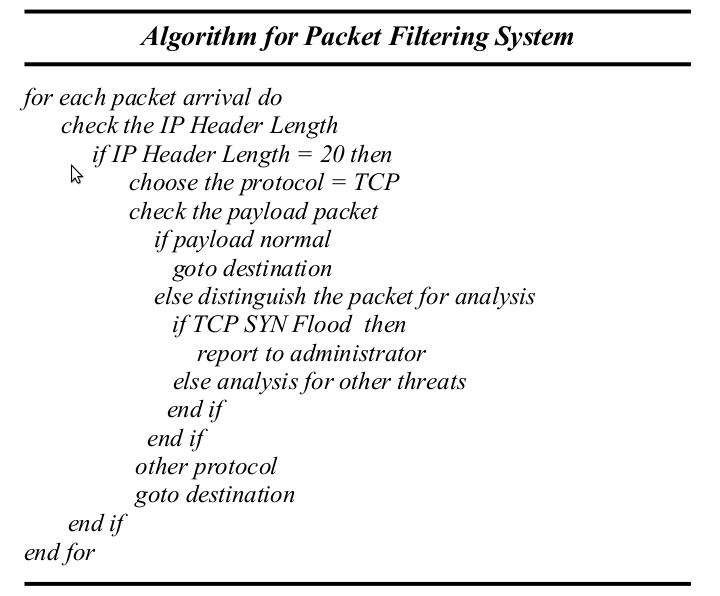 Algorithm for Packet Filtering System
for each packet arrival do
check the IP Header Length
if IP Header Length = 20 then
choose the protocol = TCP
check the payload packet
if payload normal
goto destination
else distinguish the packet for analysis
if TCP SYN Flood then
report to administrator
else analysis for other threats
end if
end if
other protocol
goto destination
end if
end for